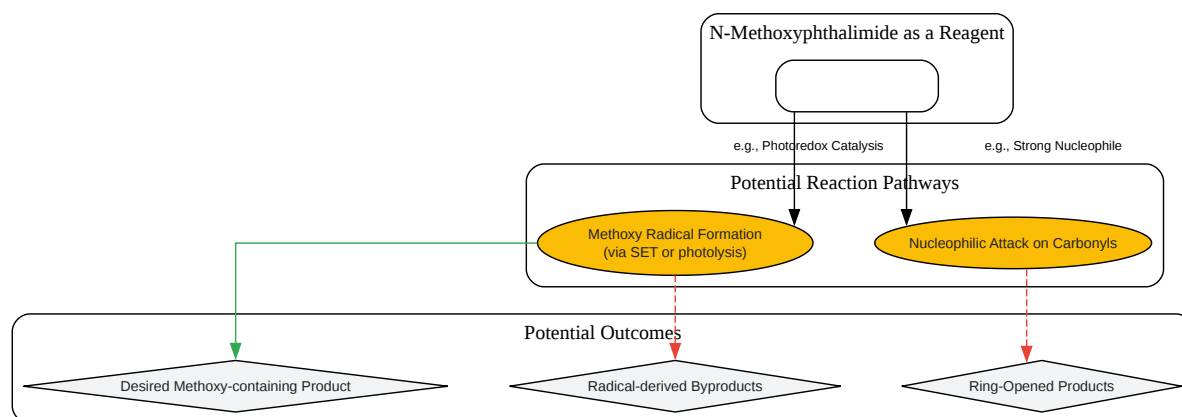 N-Methoxyphthalimide as a Reagent
e.g., Photoredox Catalysis
e.g., Strong Nucleophile
Potential Reaction Pathways
Methoxy Radical Formation
(via SET or photolysis)
Nucleophilic Attack on Carbonyls
Potential Outcomes
Desired Methoxy-containing Product
Radical-derived Byproducts
Ring-Opened Products